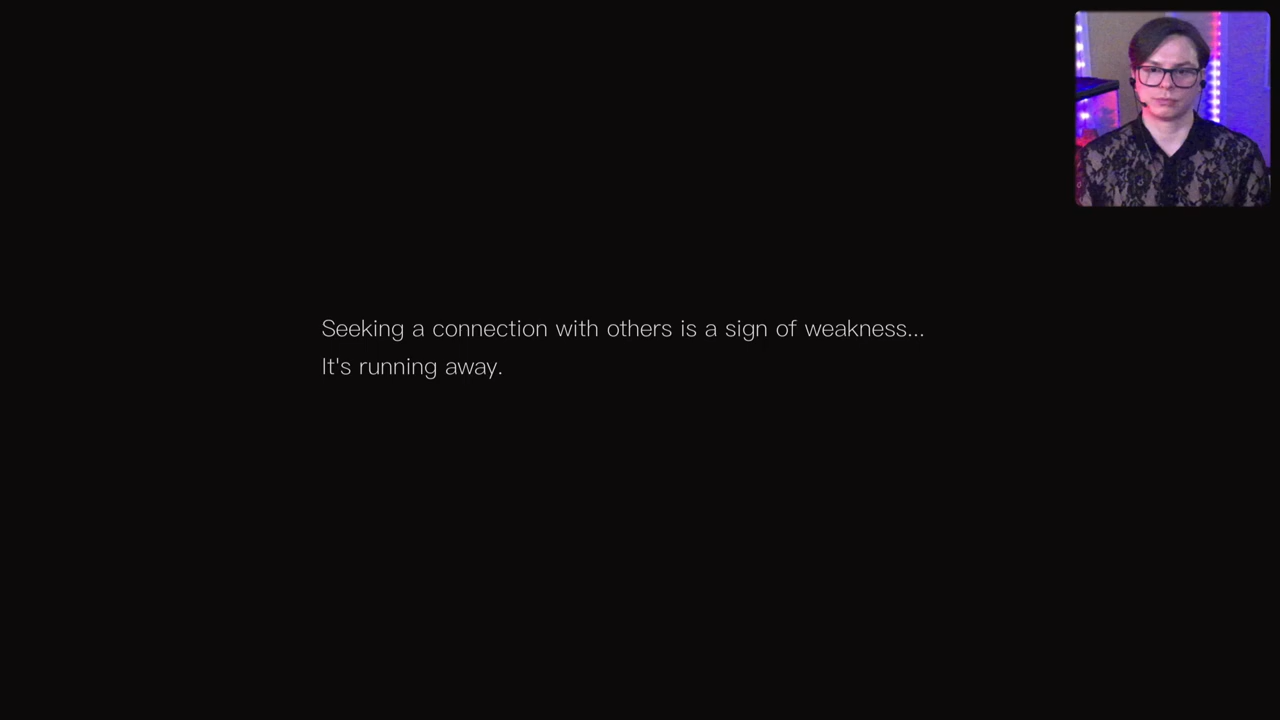 Seeking a connection with others is a sign of weakness...
It's running away.